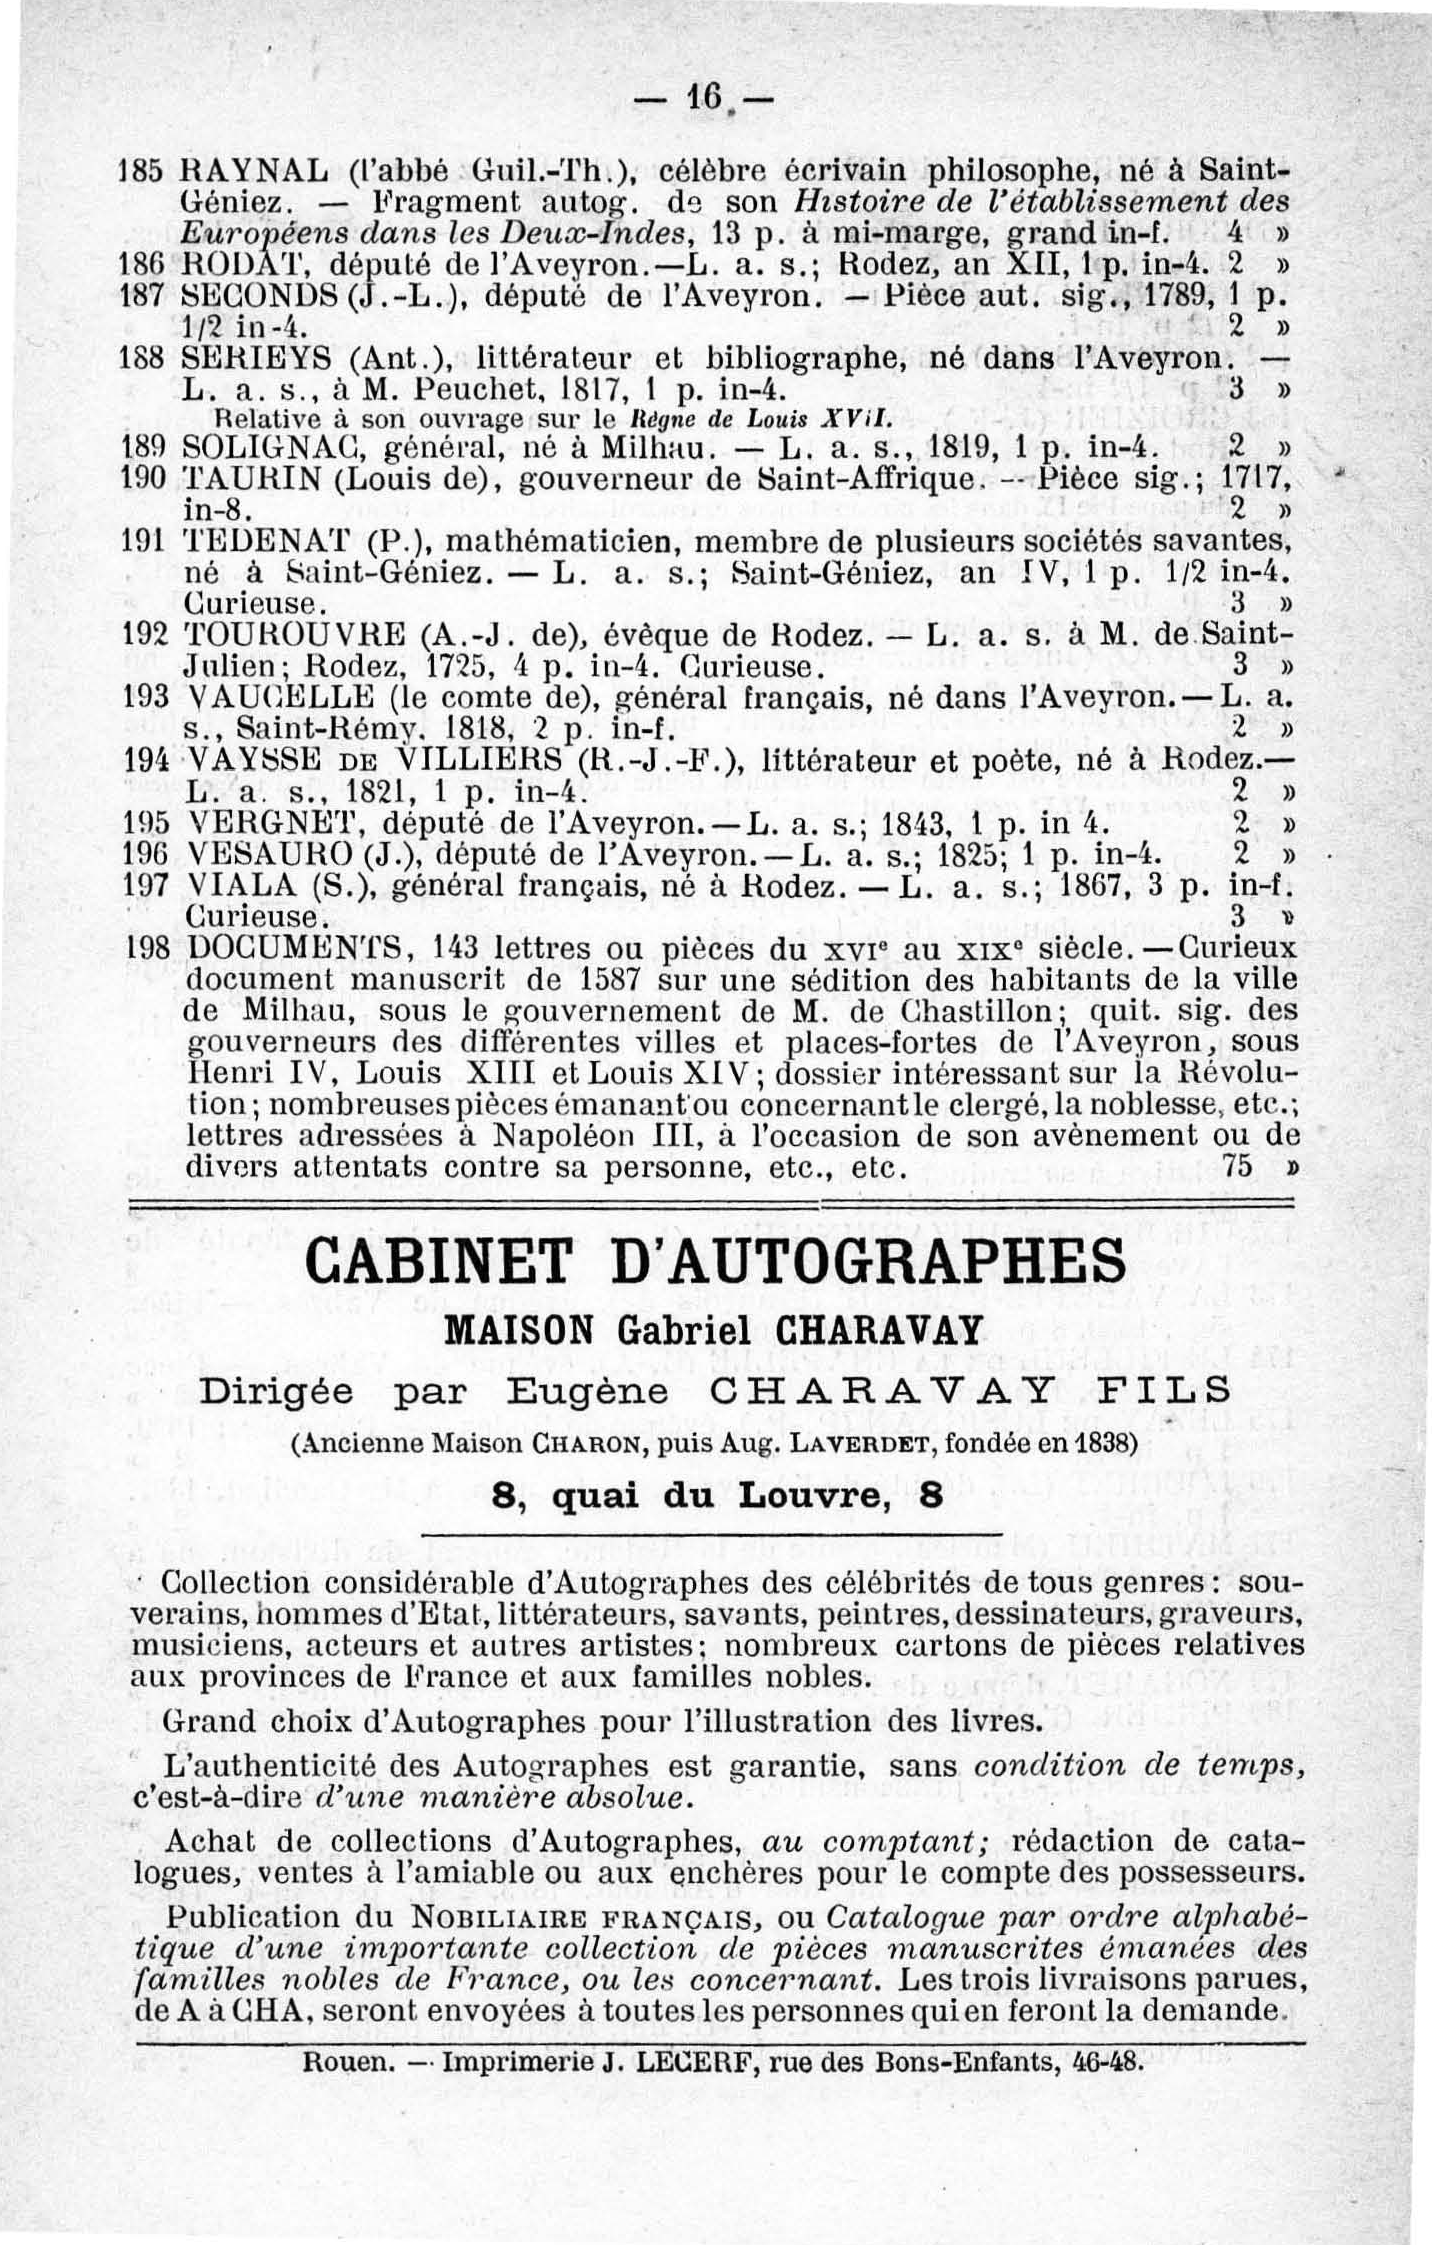 — 16 —
185 RAYNAL (l'abbé Guil.-Th.), célèbre écrivain philosophe, né à Saint-
Géniez. — Fragment autog. de son Histoire de l'établissement des
Européens dans les Deux-Indes, 13 p. à mi-marge, grand in-f. 4 »
186 RODAT, député de l'Aveyron.—L. a. s.; Rodez, an XII, 1 p. in-4. 2 »
187 SECONDS (J.-L.), député de l'Aveyron. — Pièce aut. sig., 1789, 1 p.
1/2 in-4. 2 »
188 SERIEYS (Ant.), littérateur et bibliographe, né dans l'Aveyron. —
L. a. s., à M. Peuchet, 1817, 1 p. in-4. 3 »
Relative à son ouvrage sur le Règne de Louis XVII.
189 SOLIGNAC, général, né à Milhau. — L. a. s., 1819, 1 p. in-4. 2 »
190 TAURIN (Louis de), gouverneur de Saint-Affrique. — Pièce sig.; 1717,
in-8. 2 »
191 TEDENAT (P.), mathématicien, membre de plusieurs sociétés savantes,
né à Saint-Géniez. — L. a. s.; Saint-Géniez, an IV, 1 p. 1/2 in-4.
Curieuse. 3 »
192 TOUROUVRE (A.-J. de), évêque de Rodez. — L. a. s. à M. de Saint-
Julien; Rodez, 1725, 4 p. in-4. Curieuse. 3 »
193 VAUCELLE (le comte de), général français, né dans l'Aveyron.—L. a.
s., Saint-Rémy. 1818, 2 p. in-f. 2 »
194 VAYSSE DE VILLIERS (R.-J.-F.), littérateur et poète, né à Rodez.—
L. a. s., 1821, 1 p. in-4. 2 »
195 VERGNET, député de l'Aveyron.—L. a. s.; 1843, 1 p. in 4. 2 »
196 VESAURO (J.), député de l'Aveyron.—L. a. s.; 1825; 1 p. in-4. 2 »
197 VIALA (S.), général français, né à Rodez. — L. a. s.; 1867, 3 p. in-f.
Curieuse. 3 »
198 DOCUMENTS, 143 lettres ou pièces du XVIe au XIXe siècle.—Curieux
document manuscrit de 1587 sur une sédition des habitants de la ville
de Milhau, sous le gouvernement de M. de Chastillon; quit. sig. des
gouverneurs des différentes villes et places-fortes de l'Aveyron, sous
Henri IV, Louis XIII et Louis XIV; dossier intéressant sur la Révolu-
tion; nombreuses pièces émanant ou concernant le clergé, la noblesse, etc.;
lettres adressées à Napoléon III, à l'occasion de son avènement ou de
divers attentats contre sa personne, etc., etc. 75 »
CABINET D'AUTOGRAPHES
MAISON Gabriel CHARAVAY
Dirigée par Eugène CHARAVAY FILS
(Ancienne Maison CHARON, puis Aug. LAVERDET, fondée en 1838)
8, quai du Louvre, 8
Collection considérable d'Autographes des célébrités de tous genres: sou-
verains, hommes d'Etat, littérateurs, savants, peintres, dessinateurs, graveurs,
musiciens, acteurs et autres artistes; nombreux cartons de pièces relatives
aux provinces de France et aux familles nobles.
Grand choix d'Autographes pour l'illustration des livres.
L'authenticité des Autographes est garantie, sans condition de temps,
c'est-à-dire d'une manière absolue.
Achat de collections d'Autographes, au comptant; rédaction de cata-
logues, ventes à l'amiable ou aux enchères pour le compte des possesseurs.
Publication du NOBILIAIRE FRANÇAIS, ou Catalogue par ordre alphabé-
tique d'une importante collection de pièces manuscrites émanées des
familles nobles de France, ou les concernant. Les trois livraisons parues,
de A à CHA, seront envoyées à toutes les personnes qui en feront la demande.
Rouen. — Imprimerie J. LECERF, rue des Bons-Enfants, 46-48.